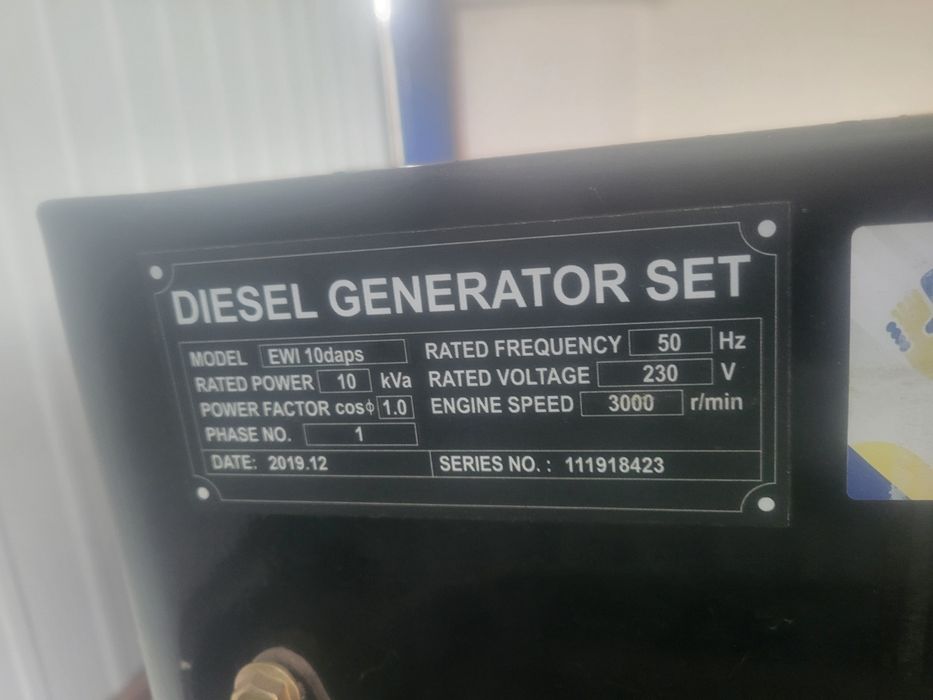 DIESEL GENERATOR SET
MODEL EWI 10daps RATED FREQUENCY 50 Hz
RATED POWER 10 kVa RATED VOLTAGE 230 V
POWER FACTOR cosϕ 1.0 ENGINE SPEED 3000 r/min
PHASE NO. 1
DATE: 2019.12 SERIES NO. : 111918423